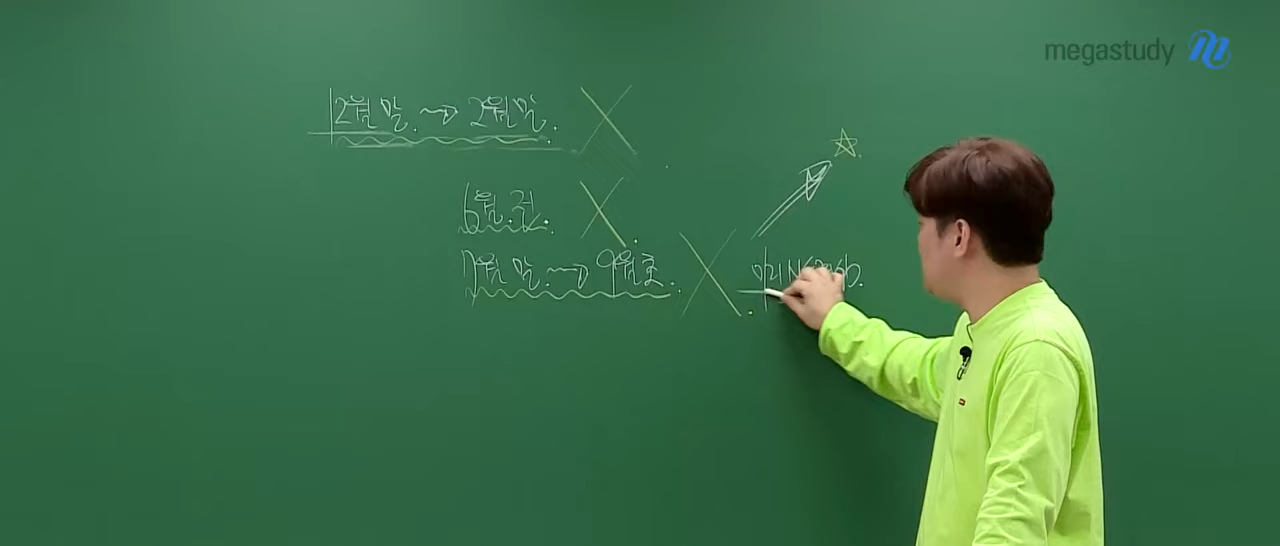 megastudy
12월 말. → 2월 말.
6월 전.
7월 말. → 9월 초.